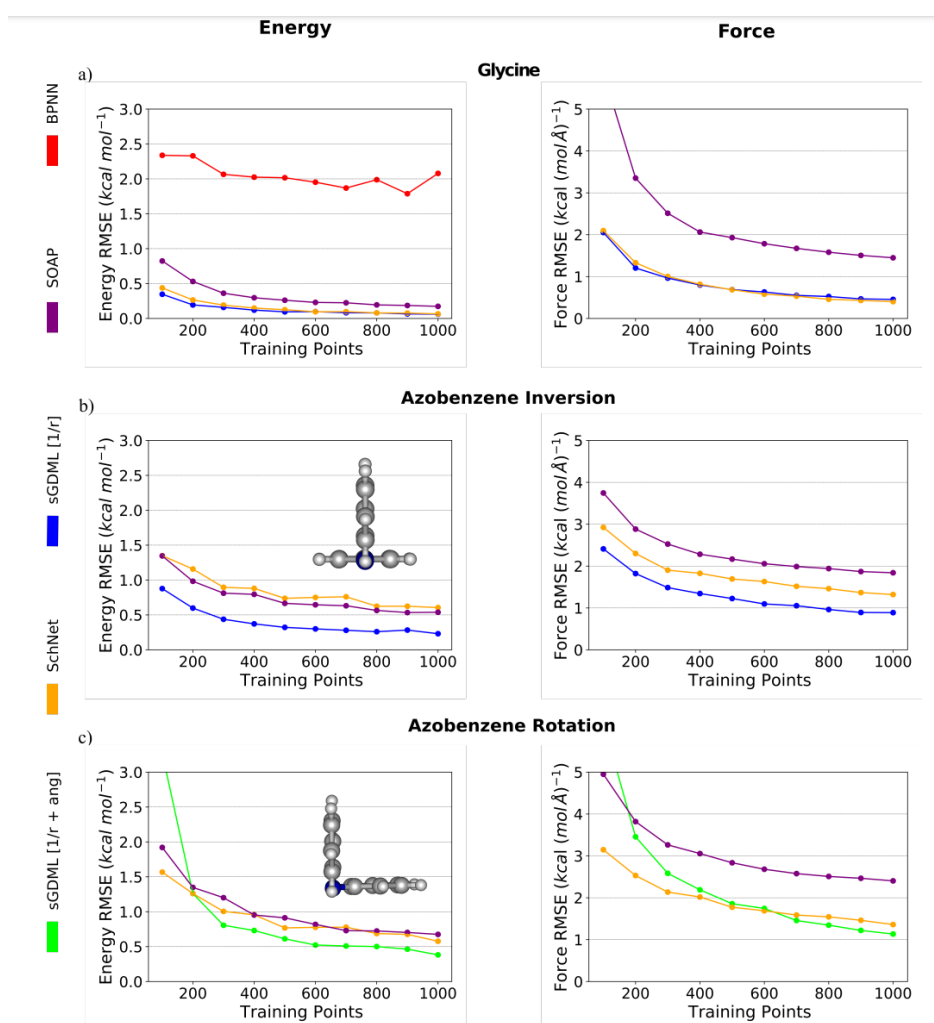 Energy
Force
a)
Glycine
BPNN
SOAP
sGDML [1/r]
SchNet
sGDML [1/r + ang]
Energy RMSE (kcal mol⁻¹)
3.0
2.5
2.0
1.5
1.0
0.5
0.0
200 400 600 800 1000
Training Points
Force RMSE (kcal (mol Å)⁻¹)
5
4
3
2
1
0
200 400 600 800 1000
Training Points
b)
Azobenzene Inversion
Energy RMSE (kcal mol⁻¹)
3.0
2.5
2.0
1.5
1.0
0.5
0.0
200 400 600 800 1000
Training Points
Force RMSE (kcal (mol Å)⁻¹)
5
4
3
2
1
0
200 400 600 800 1000
Training Points
c)
Azobenzene Rotation
Energy RMSE (kcal mol⁻¹)
3.0
2.5
2.0
1.5
1.0
0.5
0.0
200 400 600 800 1000
Training Points
Force RMSE (kcal (mol Å)⁻¹)
5
4
3
2
1
0
200 400 600 800 1000
Training Points